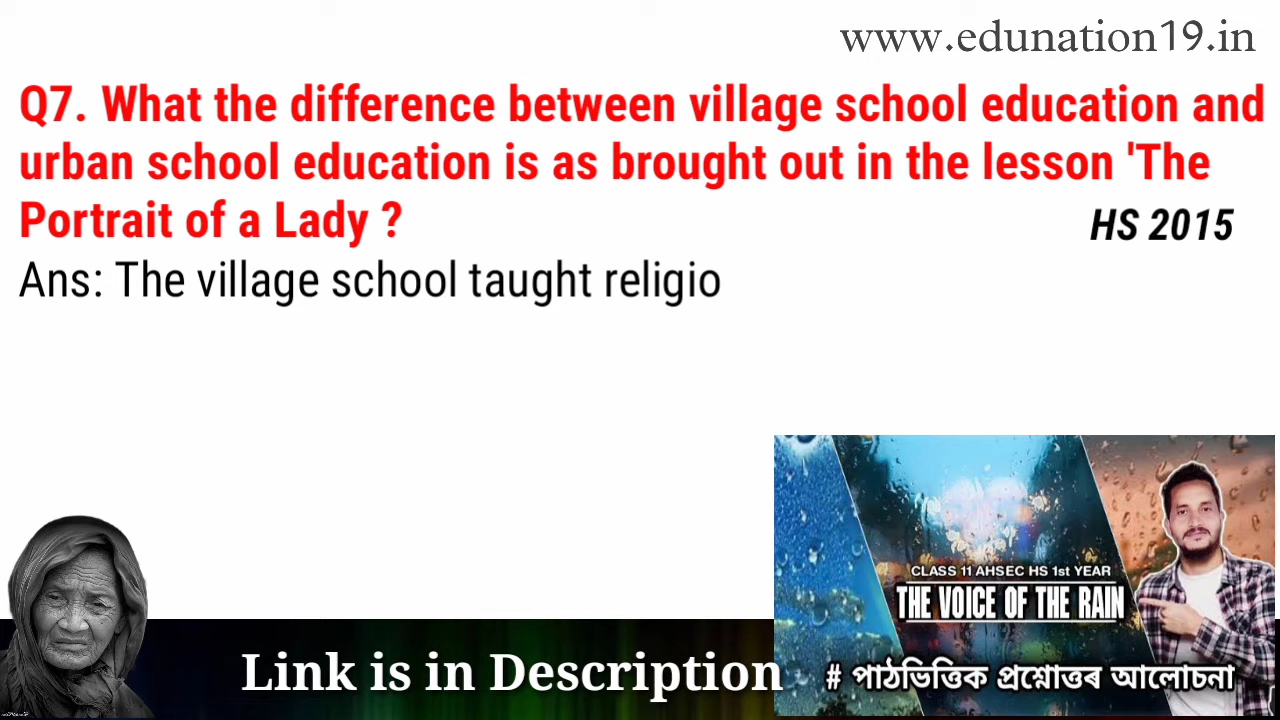 www.edunation19.in
Q7. What the difference between village school education and
urban school education is as brought out in the lesson 'The
Portrait of a Lady ?
HS 2015
Ans: The village school taught religio
CLASS 11 AHSEC HS 1st YEAR
THE VOICE OF THE RAIN
Link is in Description
# পাঠভিত্তিক প্ৰশ্নোত্তৰ আলোচনা